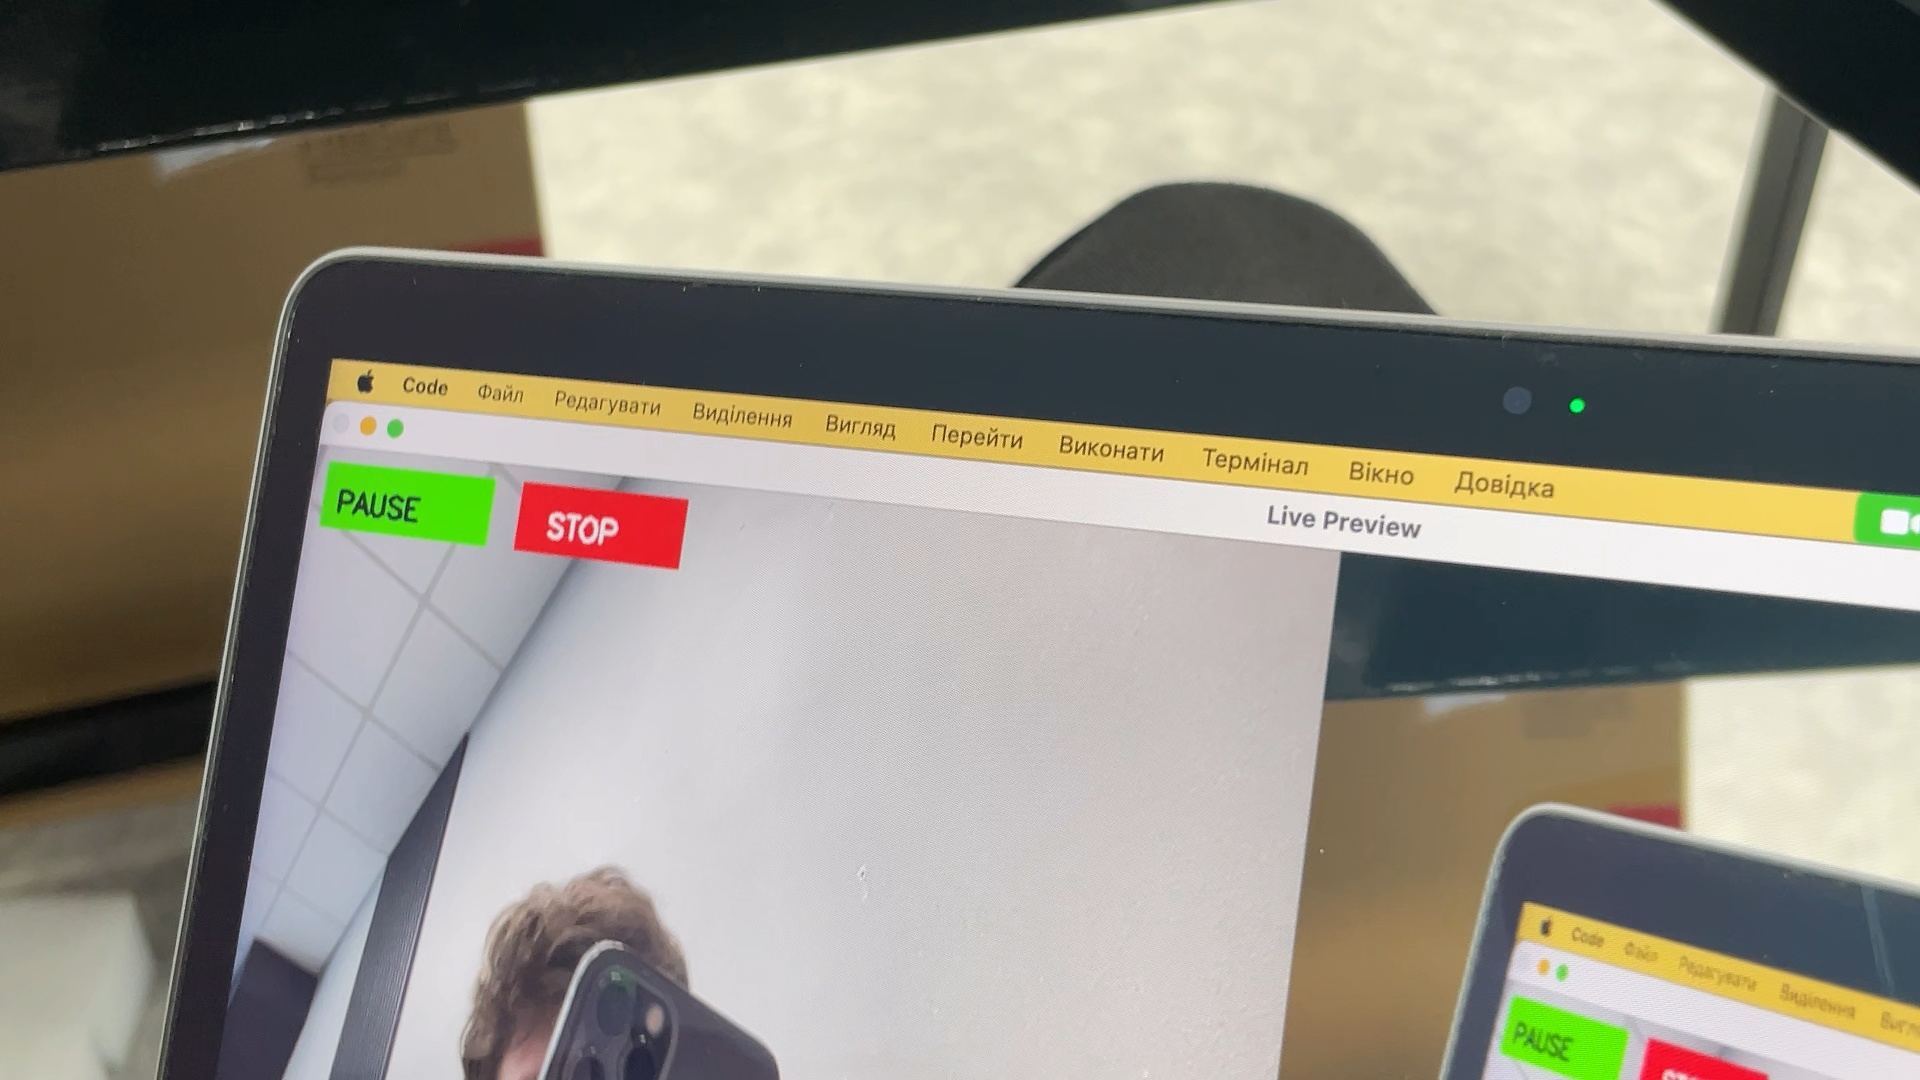 Code Файл Редагувати Виділення Вигляд Перейти Виконати Термінал Вікно Довідка
Live Preview
PAUSE STOP
Code Файл Редагувати Виділення
PAUSE